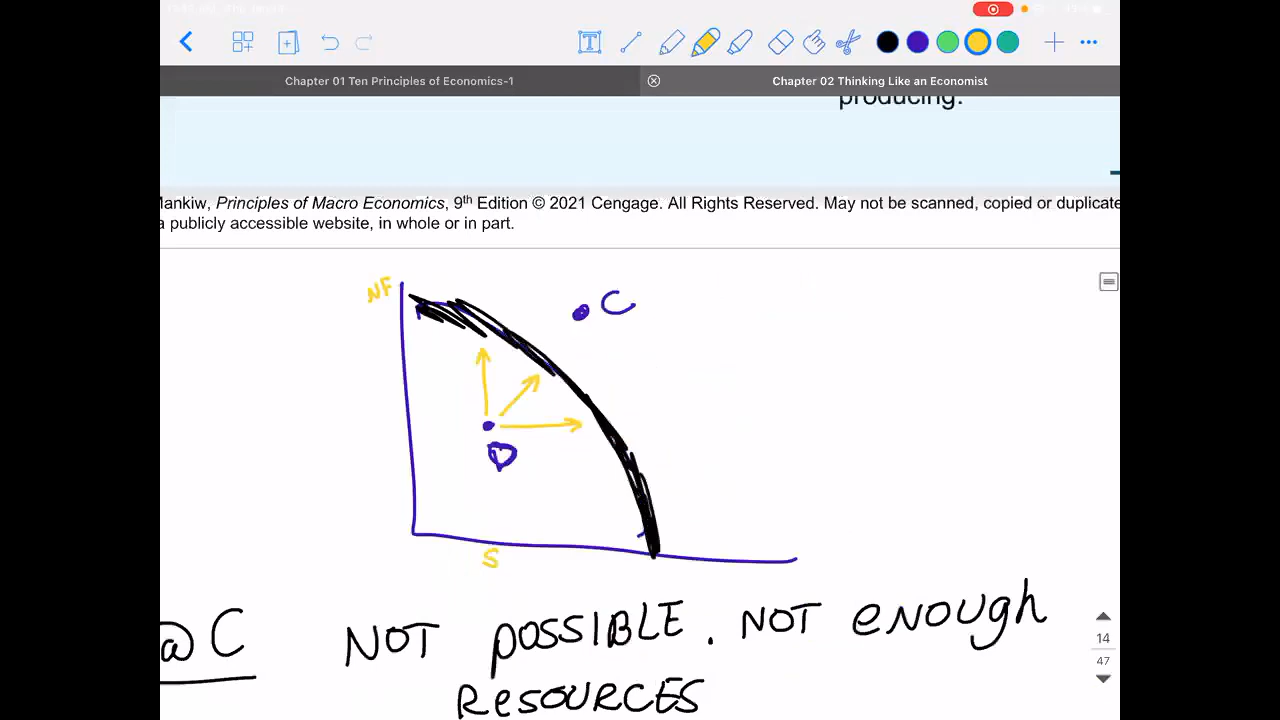 Chapter 01 Ten Principles of Economics-1
Chapter 02 Thinking Like an Economist
producing.
Mankiw, Principles of Macro Economics, 9th Edition © 2021 Cengage. All Rights Reserved. May not be scanned, copied or duplicate
a publicly accessible website, in whole or in part.
NF
C
D
S
@ C NOT POSSIBLE. NOT enough
RESOURCES
14
47